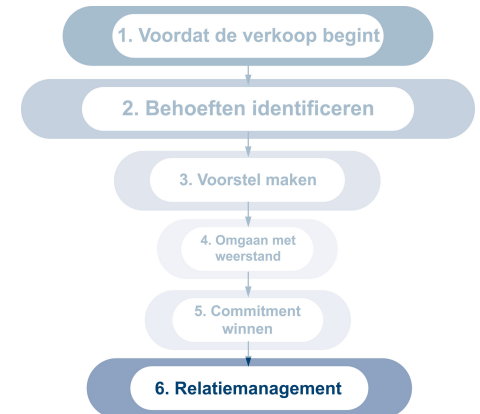 1. Voordat de verkoop begint
2. Behoeften identificeren
3. Voorstel maken
4. Omgaan met
weerstand
5. Commitment
winnen
6. Relatiemanagement